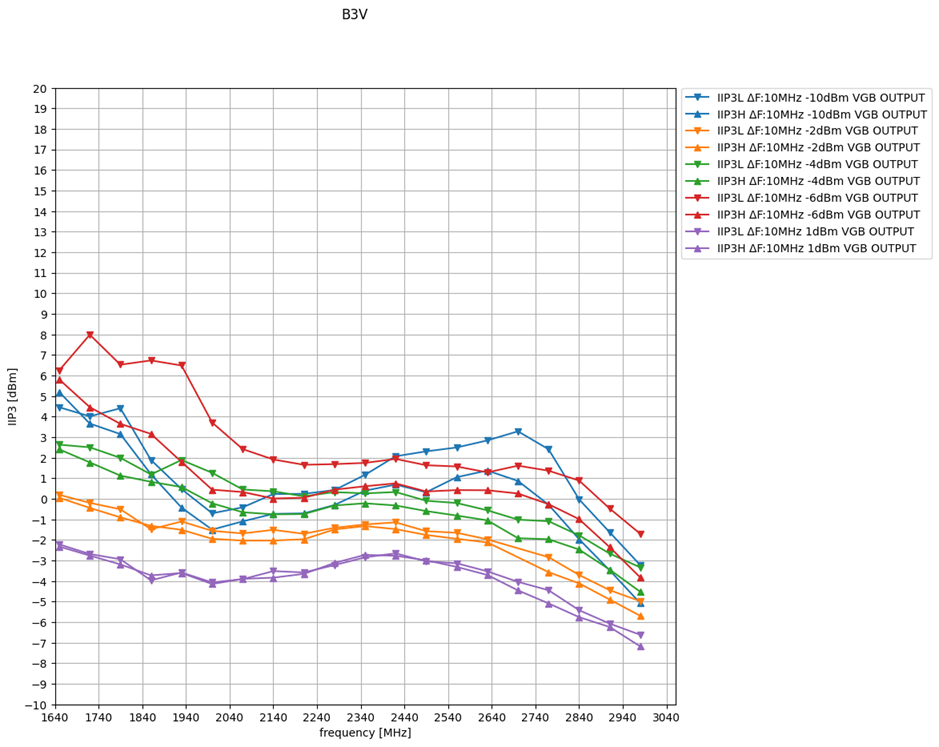 B3V
20
19
18
17
16
15
14
13
12
11
10
9
8
7
6
5
4
3
2
1
0
−1
−2
−3
−4
−5
−6
−7
−8
−9
−10
IIP3 [dBm]
1640 1740 1840 1940 2040 2140 2240 2340 2440 2540 2640 2740 2840 2940 3040
frequency [MHz]
IIP3L ΔF:10MHz -10dBm VGB OUTPUT
IIP3H ΔF:10MHz -10dBm VGB OUTPUT
IIP3L ΔF:10MHz -2dBm VGB OUTPUT
IIP3H ΔF:10MHz -2dBm VGB OUTPUT
IIP3L ΔF:10MHz -4dBm VGB OUTPUT
IIP3H ΔF:10MHz -4dBm VGB OUTPUT
IIP3L ΔF:10MHz -6dBm VGB OUTPUT
IIP3H ΔF:10MHz -6dBm VGB OUTPUT
IIP3L ΔF:10MHz 1dBm VGB OUTPUT
IIP3H ΔF:10MHz 1dBm VGB OUTPUT